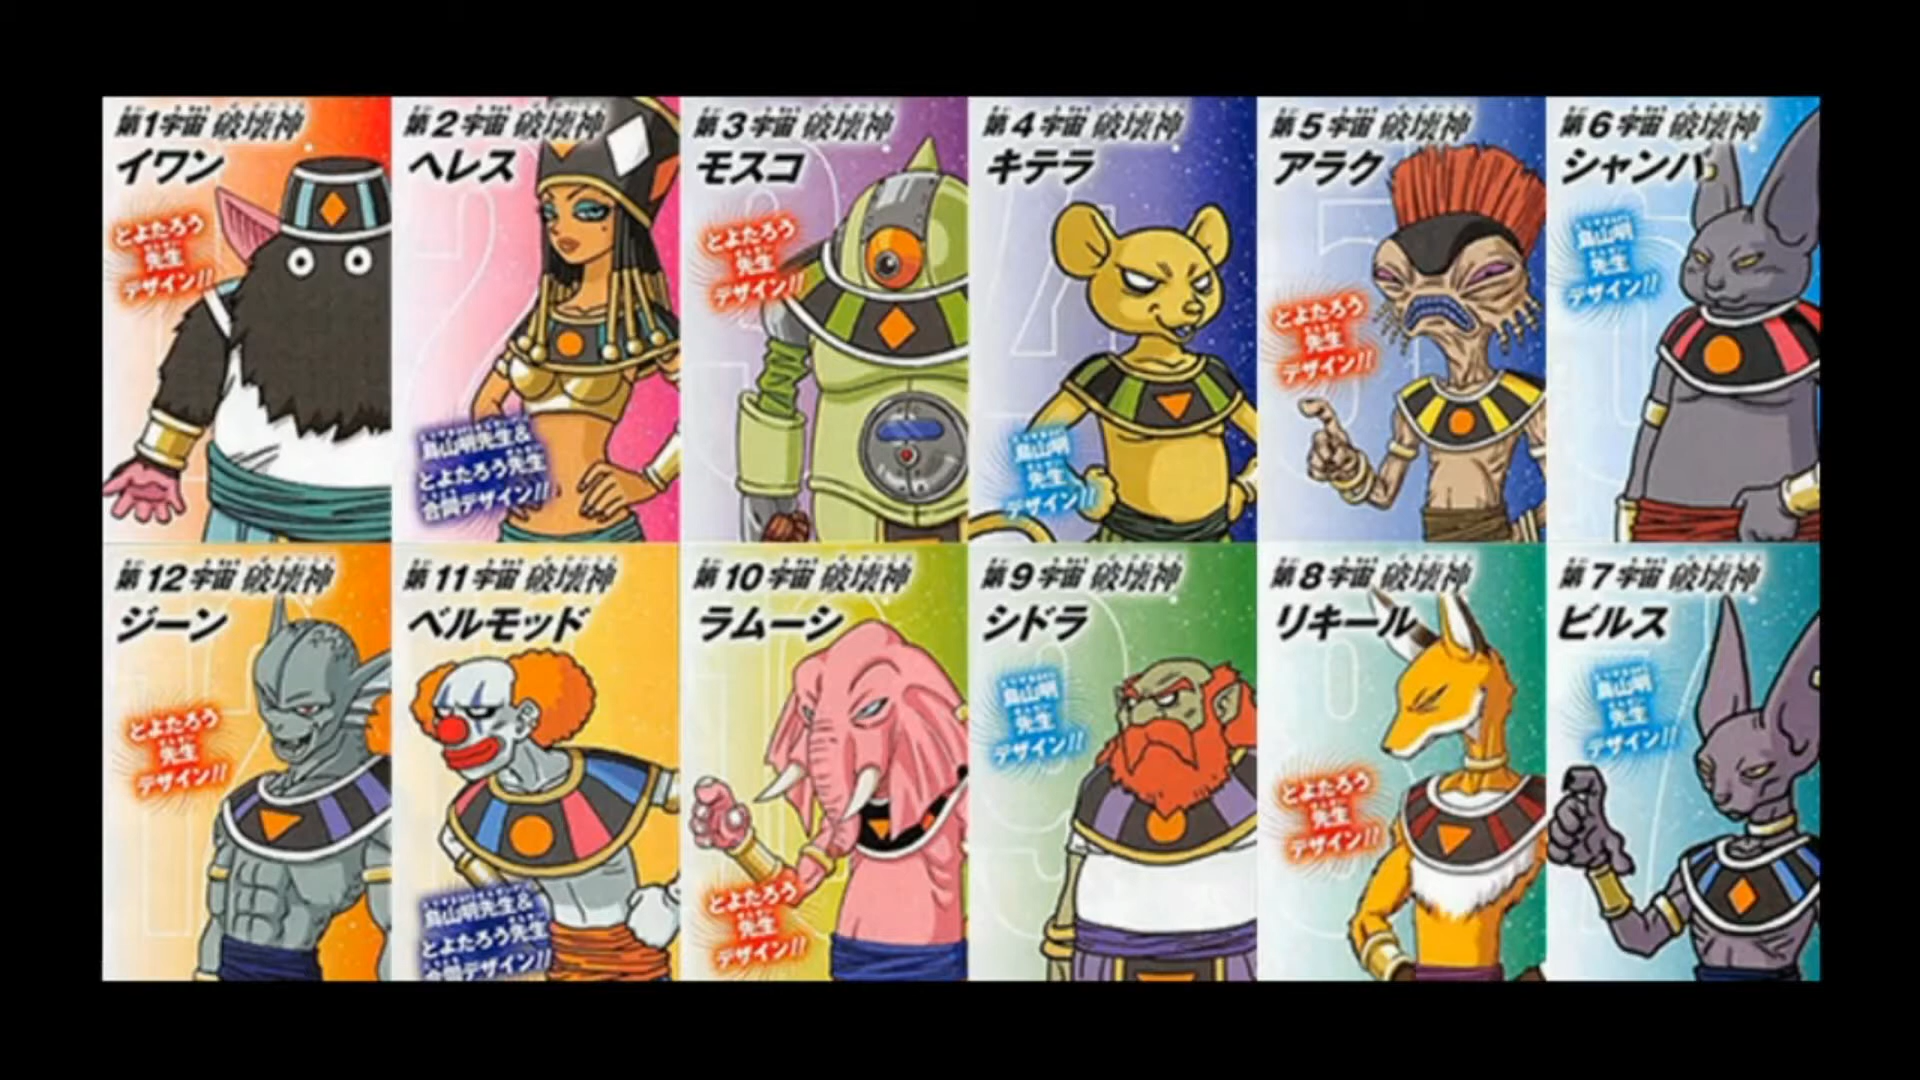 第1宇宙 破壊神
イワン
とよたろう
先生
デザイン!!
第2宇宙 破壊神
ヘレス
鳥山明先生&
とよたろう先生
合同デザイン!!
第3宇宙 破壊神
モスコ
とよたろう
先生
デザイン!!
第4宇宙 破壊神
キテラ
鳥山明
先生
デザイン!!
第5宇宙 破壊神
アラク
とよたろう
先生
デザイン!!
第6宇宙 破壊神
シャンパ
鳥山明
先生
デザイン!!
第12宇宙 破壊神
ジーン
とよたろう
先生
デザイン!!
第11宇宙 破壊神
ベルモッド
鳥山明先生&
とよたろう先生
合同デザイン!!
第10宇宙 破壊神
ラムーシ
とよたろう
先生
デザイン!!
第9宇宙 破壊神
シドラ
鳥山明
先生
デザイン!!
第8宇宙 破壊神
リキール
とよたろう
先生
デザイン!!
第7宇宙 破壊神
ビルス
鳥山明
先生
デザイン!!